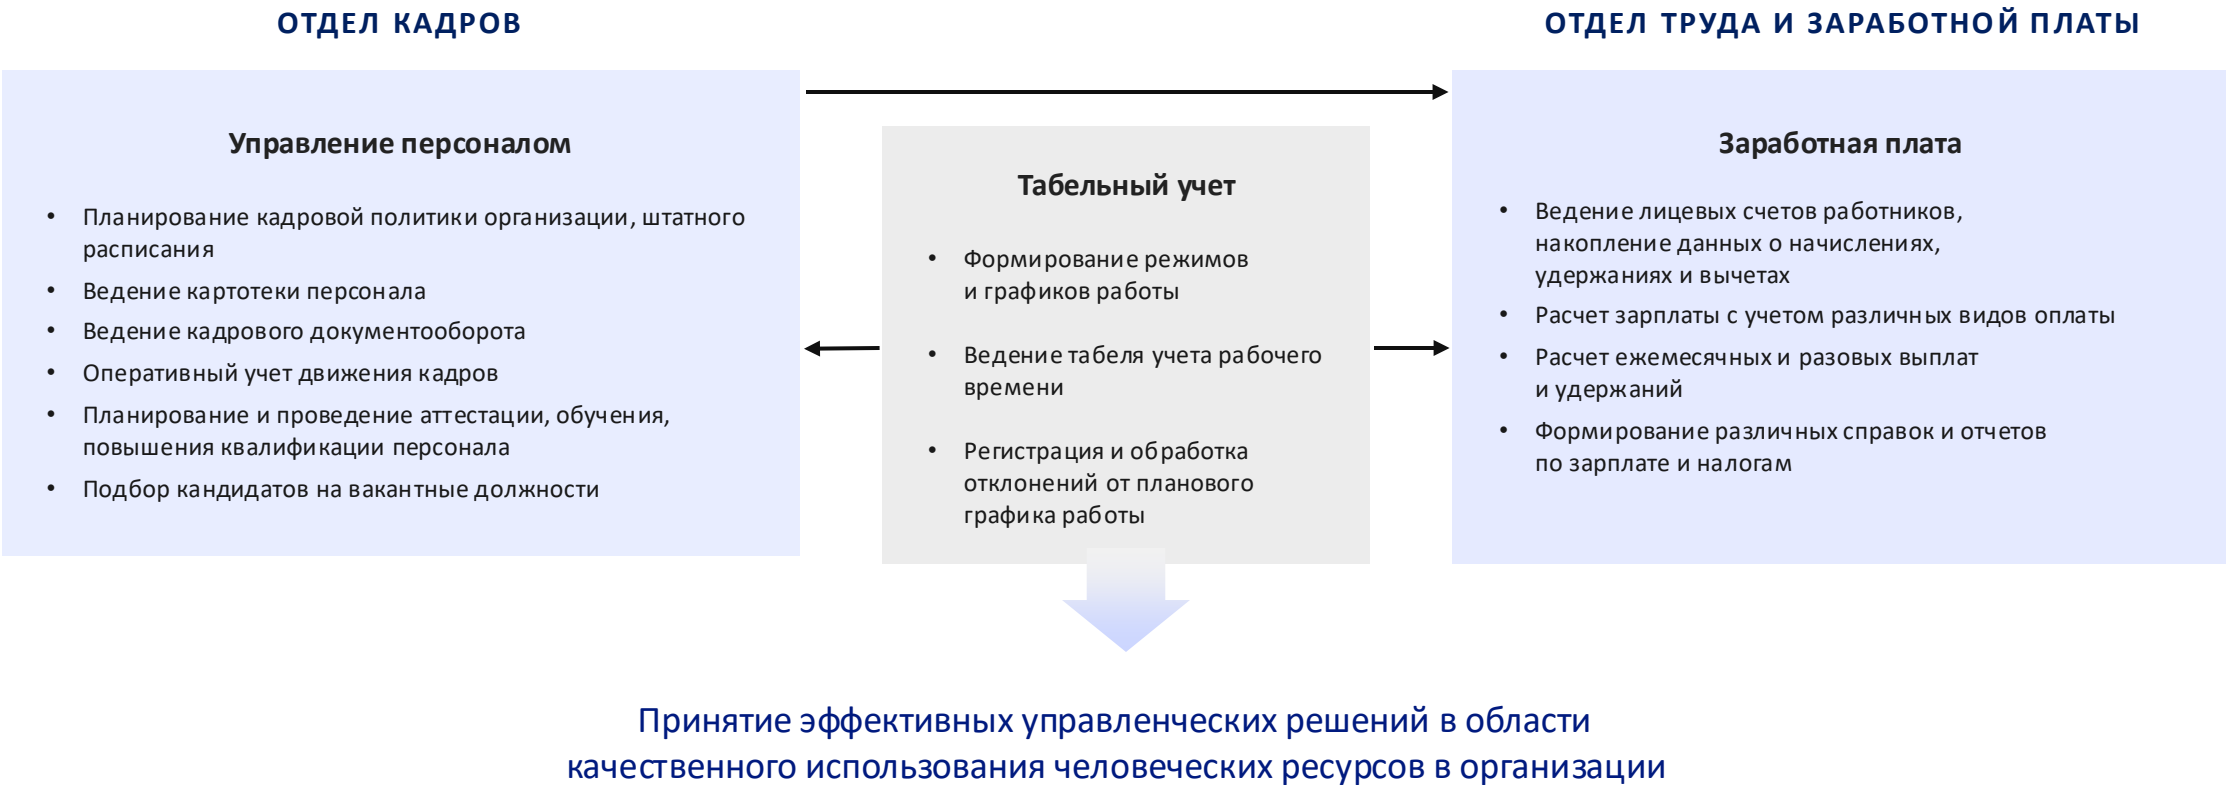 ОТДЕЛ КАДРОВ
ОТДЕЛ ТРУДА И ЗАРАБОТНОЙ ПЛАТЫ
Управление персоналом
• Планирование кадровой политики организации, штатного
расписания
• Ведение картотеки персонала
• Ведение кадрового документооборота
• Оперативный учет движения кадров
• Планирование и проведение аттестации, обучения,
повышения квалификации персонала
• Подбор кандидатов на вакантные должности
Табельный учет
• Формирование режимов
и графиков работы
• Ведение табеля учета рабочего
времени
• Регистрация и обработка
отклонений от планового
графика работы
Заработная плата
• Ведение лицевых счетов работников,
накопление данных о начислениях,
удержаниях и вычетах
• Расчет зарплаты с учетом различных видов оплаты
• Расчет ежемесячных и разовых выплат
и удержаний
• Формирование различных справок и отчетов
по зарплате и налогам
Принятие эффективных управленческих решений в области
качественного использования человеческих ресурсов в организации